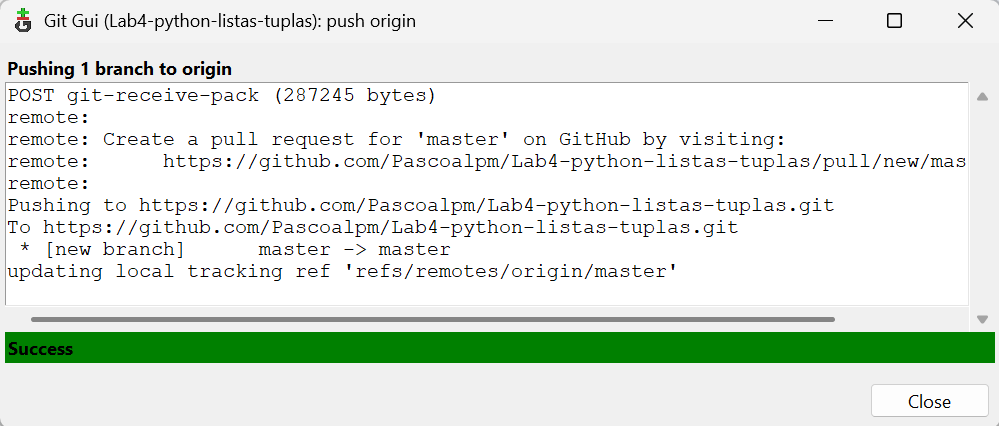 Git Gui (Lab4-python-listas-tuplas): push origin
Pushing 1 branch to origin
POST git-receive-pack (287245 bytes)
remote:
remote: Create a pull request for 'master' on GitHub by visiting:
remote:      https://github.com/Pascoalpm/Lab4-python-listas-tuplas/pull/new/mas
remote:
Pushing to https://github.com/Pascoalpm/Lab4-python-listas-tuplas.git
To https://github.com/Pascoalpm/Lab4-python-listas-tuplas.git
 * [new branch]      master -> master
updating local tracking ref 'refs/remotes/origin/master'
Success
Close